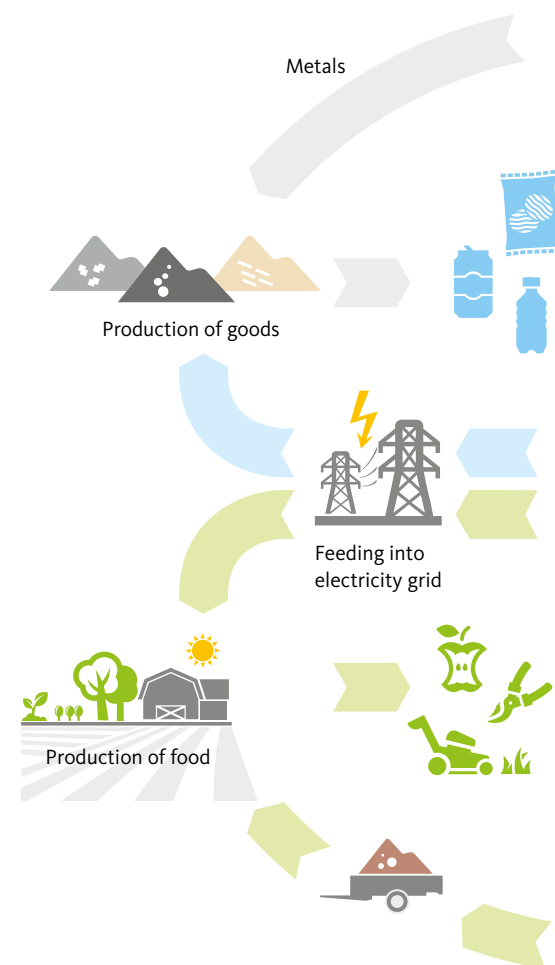 Metals
Production of goods
Feeding into
electricity grid
Production of food